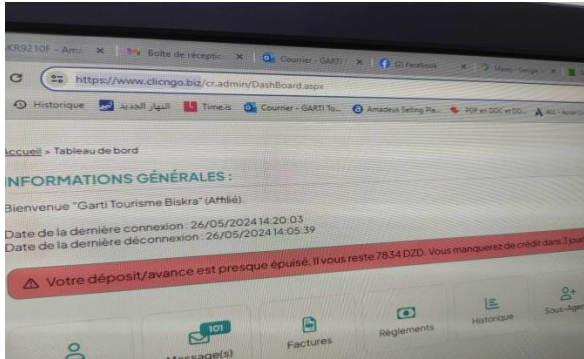 KR9210F - Ama
Boîte de réceptio
Courrier - GARTI
(2) Facebook
https://www.clicngo.biz/cr.admin/DashBoard.aspx
Historique
النهار الجديد
Time.is
Courrier - GARTI To...
Amadeus Selling Pla...
PDF en DOC et DO...
Accueil > Tableau de bord
INFORMATIONS GÉNÉRALES :
Bienvenue "Garti Tourisme Biskra" (Affilié).
Date de la dernière connexion : 26/05/2024 14:20:03
Date de la dernière déconnexion : 26/05/2024 14:05:39
Votre déposit/avance est presque épuisé. Il vous reste 7834 DZD. Vous manquerez de crédit dans 3 jours
101
Message(s)
Factures
Règlements
Historique
Sous-Agen